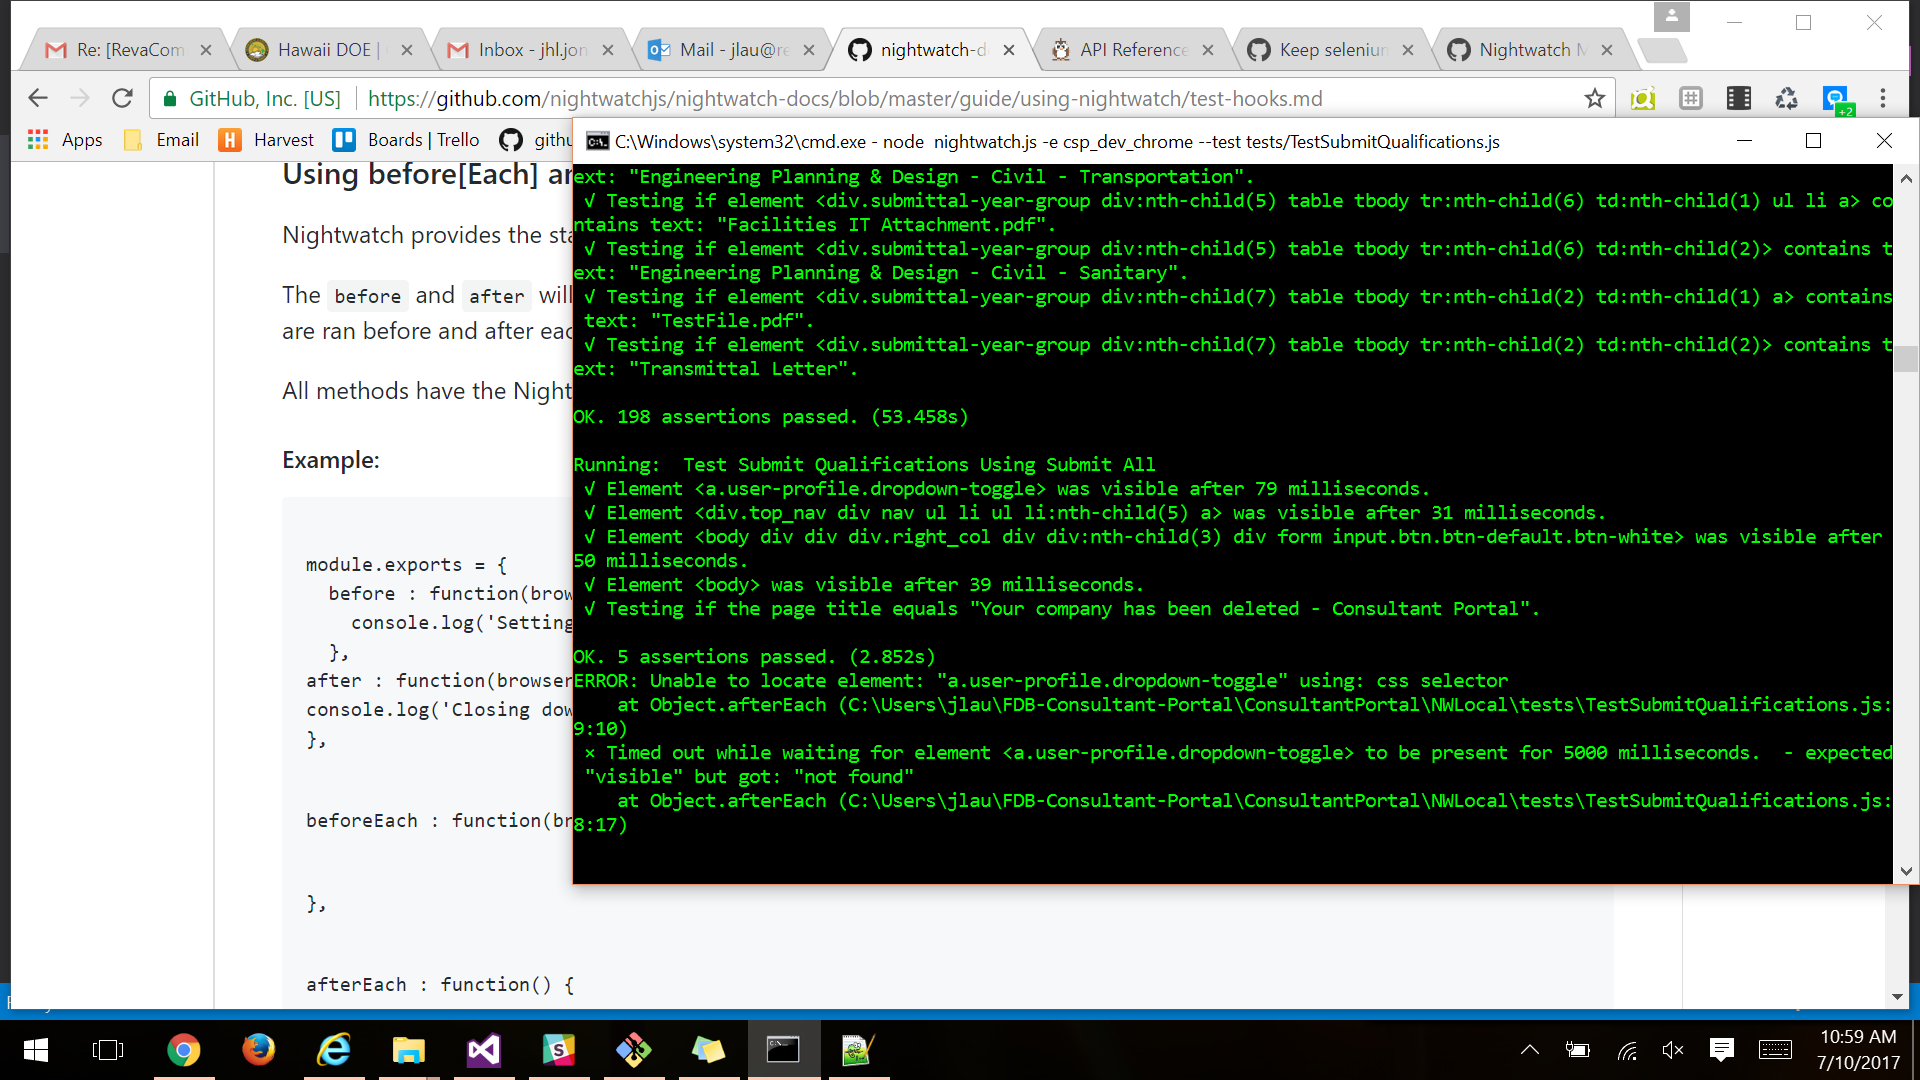 Re: [RevaCom
Hawaii DOE |
Inbox - jhl.jon
Mail - jlau@re
nightwatch-d
API Reference
Keep seleniun
Nightwatch M
GitHub, Inc. [US]
https://github.com/nightwatchjs/nightwatch-docs/blob/master/guide/using-nightwatch/test-hooks.md
+2
Apps
Email
Harvest
Boards | Trello
githu
C:\Windows\system32\cmd.exe - node  nightwatch.js -e csp_dev_chrome --test tests/TestSubmitQualifications.js
Using before[Each] an
Nightwatch provides the sta
The before and after will
are ran before and after eac
All methods have the Night
Example:
module.exports = {
  before : function(brow
    console.log('Setting
  },
after : function(browser
console.log('Closing dow
},
beforeEach : function(br
},
afterEach : function() {
ext: "Engineering Planning & Design - Civil - Transportation".
 √ Testing if element <div.submittal-year-group div:nth-child(5) table tbody tr:nth-child(6) td:nth-child(1) ul li a> co
ntains text: "Facilities IT Attachment.pdf".
 √ Testing if element <div.submittal-year-group div:nth-child(5) table tbody tr:nth-child(6) td:nth-child(2)> contains t
ext: "Engineering Planning & Design - Civil - Sanitary".
 √ Testing if element <div.submittal-year-group div:nth-child(7) table tbody tr:nth-child(2) td:nth-child(1) a> contains
 text: "TestFile.pdf".
 √ Testing if element <div.submittal-year-group div:nth-child(7) table tbody tr:nth-child(2) td:nth-child(2)> contains t
ext: "Transmittal Letter".
OK. 198 assertions passed. (53.458s)
Running:  Test Submit Qualifications Using Submit All
 √ Element <a.user-profile.dropdown-toggle> was visible after 79 milliseconds.
 √ Element <div.top_nav div nav ul li ul li:nth-child(5) a> was visible after 31 milliseconds.
 √ Element <body div div div.right_col div div:nth-child(3) div form input.btn.btn-default.btn-white> was visible after
50 milliseconds.
 √ Element <body> was visible after 39 milliseconds.
 √ Testing if the page title equals "Your company has been deleted - Consultant Portal".
OK. 5 assertions passed. (2.852s)
ERROR: Unable to locate element: "a.user-profile.dropdown-toggle" using: css selector
    at Object.afterEach (C:\Users\jlau\FDB-Consultant-Portal\ConsultantPortal\NWLocal\tests\TestSubmitQualifications.js:
9:10)
 × Timed out while waiting for element <a.user-profile.dropdown-toggle> to be present for 5000 milliseconds.  - expected
 "visible" but got: "not found"
    at Object.afterEach (C:\Users\jlau\FDB-Consultant-Portal\ConsultantPortal\NWLocal\tests\TestSubmitQualifications.js:
8:17)
10:59 AM
7/10/2017